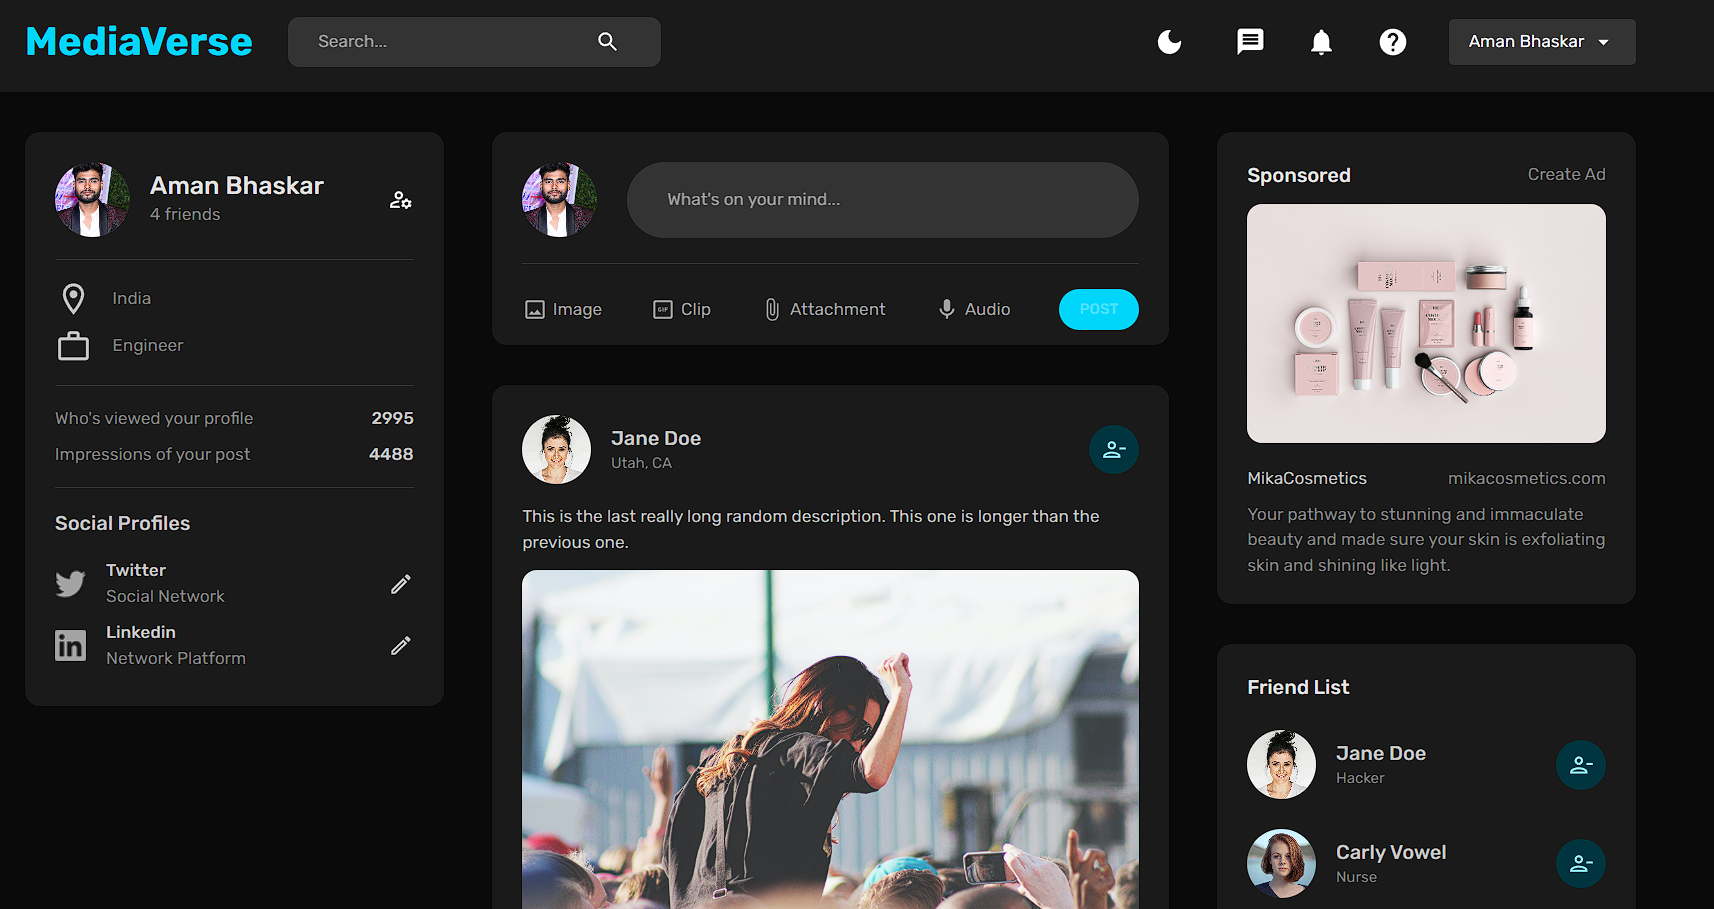 MediaVerse
Search...
Aman Bhaskar
Aman Bhaskar
4 friends
India
Engineer
Who's viewed your profile 2995
Impressions of your post 4488
Social Profiles
Twitter
Social Network
Linkedin
Network Platform
What's on your mind...
Image
GIF
Clip
Attachment
Audio
POST
Jane Doe
Utah, CA
This is the last really long random description. This one is longer than the
previous one.
Sponsored
Create Ad
MikaCosmetics
mikacosmetics.com
Your pathway to stunning and immaculate
beauty and made sure your skin is exfoliating
skin and shining like light.
Friend List
Jane Doe
Hacker
Carly Vowel
Nurse